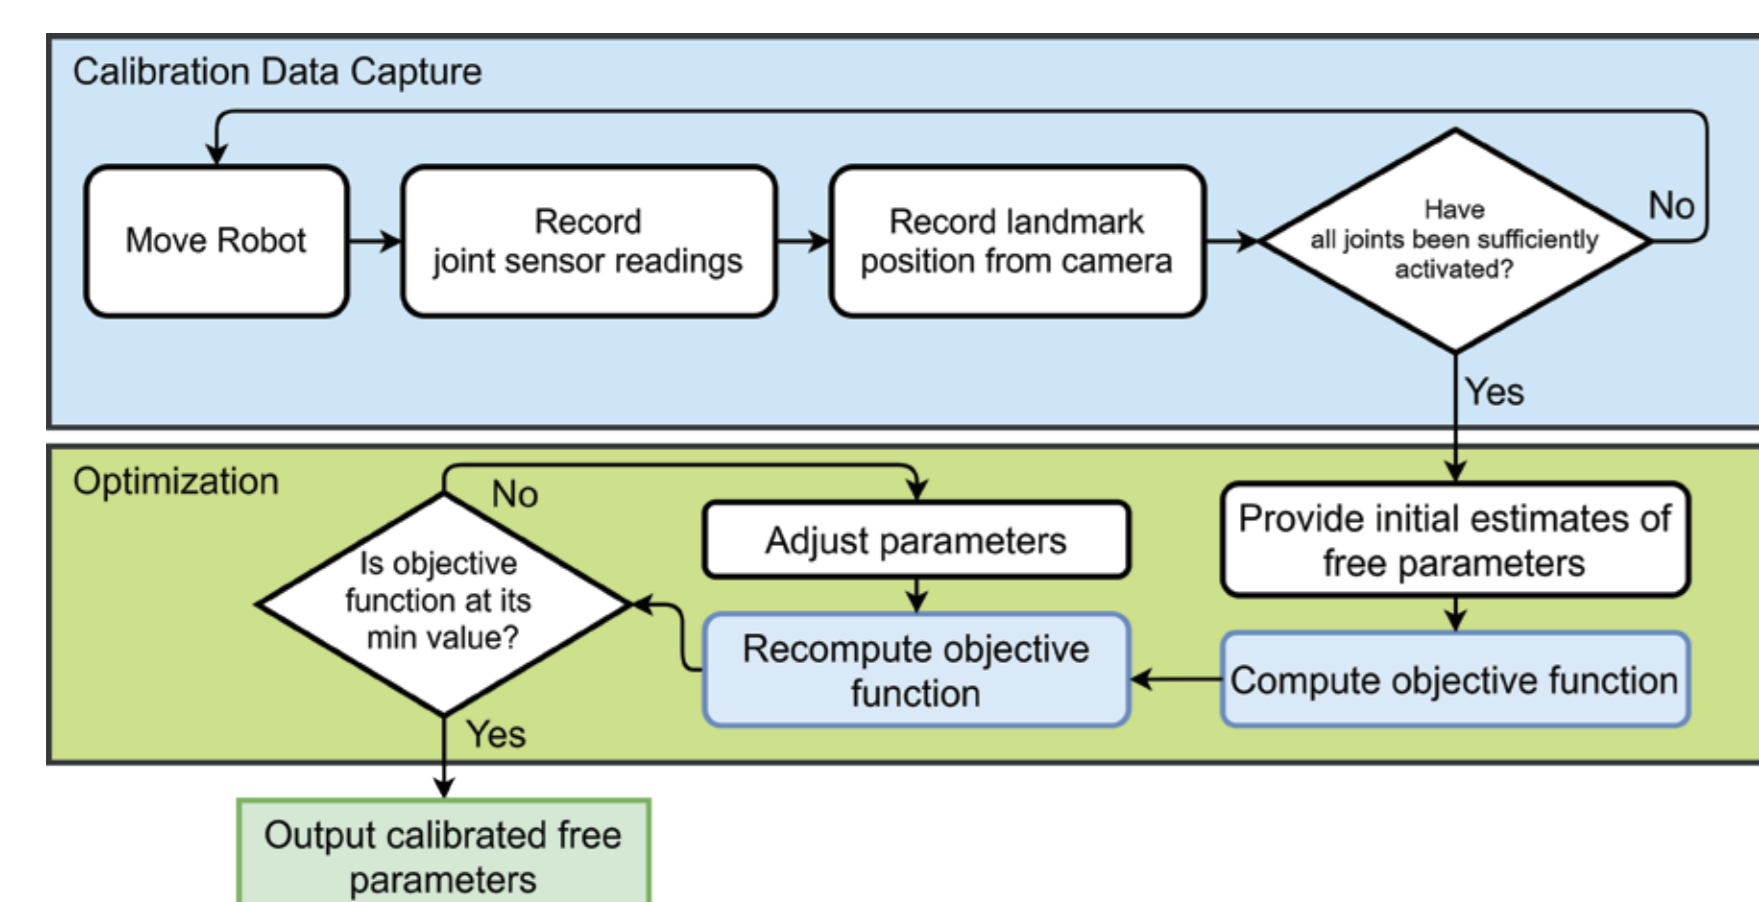 Calibration Data Capture
Move Robot
Record
joint sensor readings
Record landmark
position from camera
Have
all joints been sufficiently
activated?
No
Yes
Optimization
Provide initial estimates of
free parameters
Compute objective function
Recompute objective
function
Is objective
function at its
min value?
No
Adjust parameters
Yes
Output calibrated free
parameters